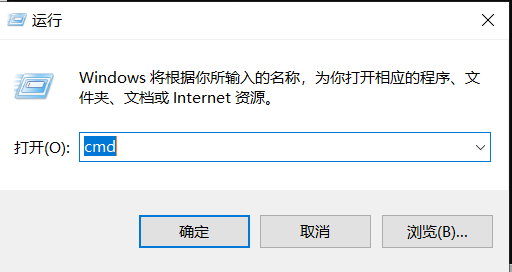 运行
Windows 将根据你所输入的名称，为你打开相应的程序、文
件夹、文档或 Internet 资源。
打开(O): cmd
确定 取消 浏览(B)...